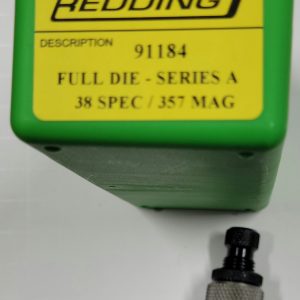 REDDING
DESCRIPTION
91184
FULL DIE - SERIES A
38 SPEC / 357 MAG